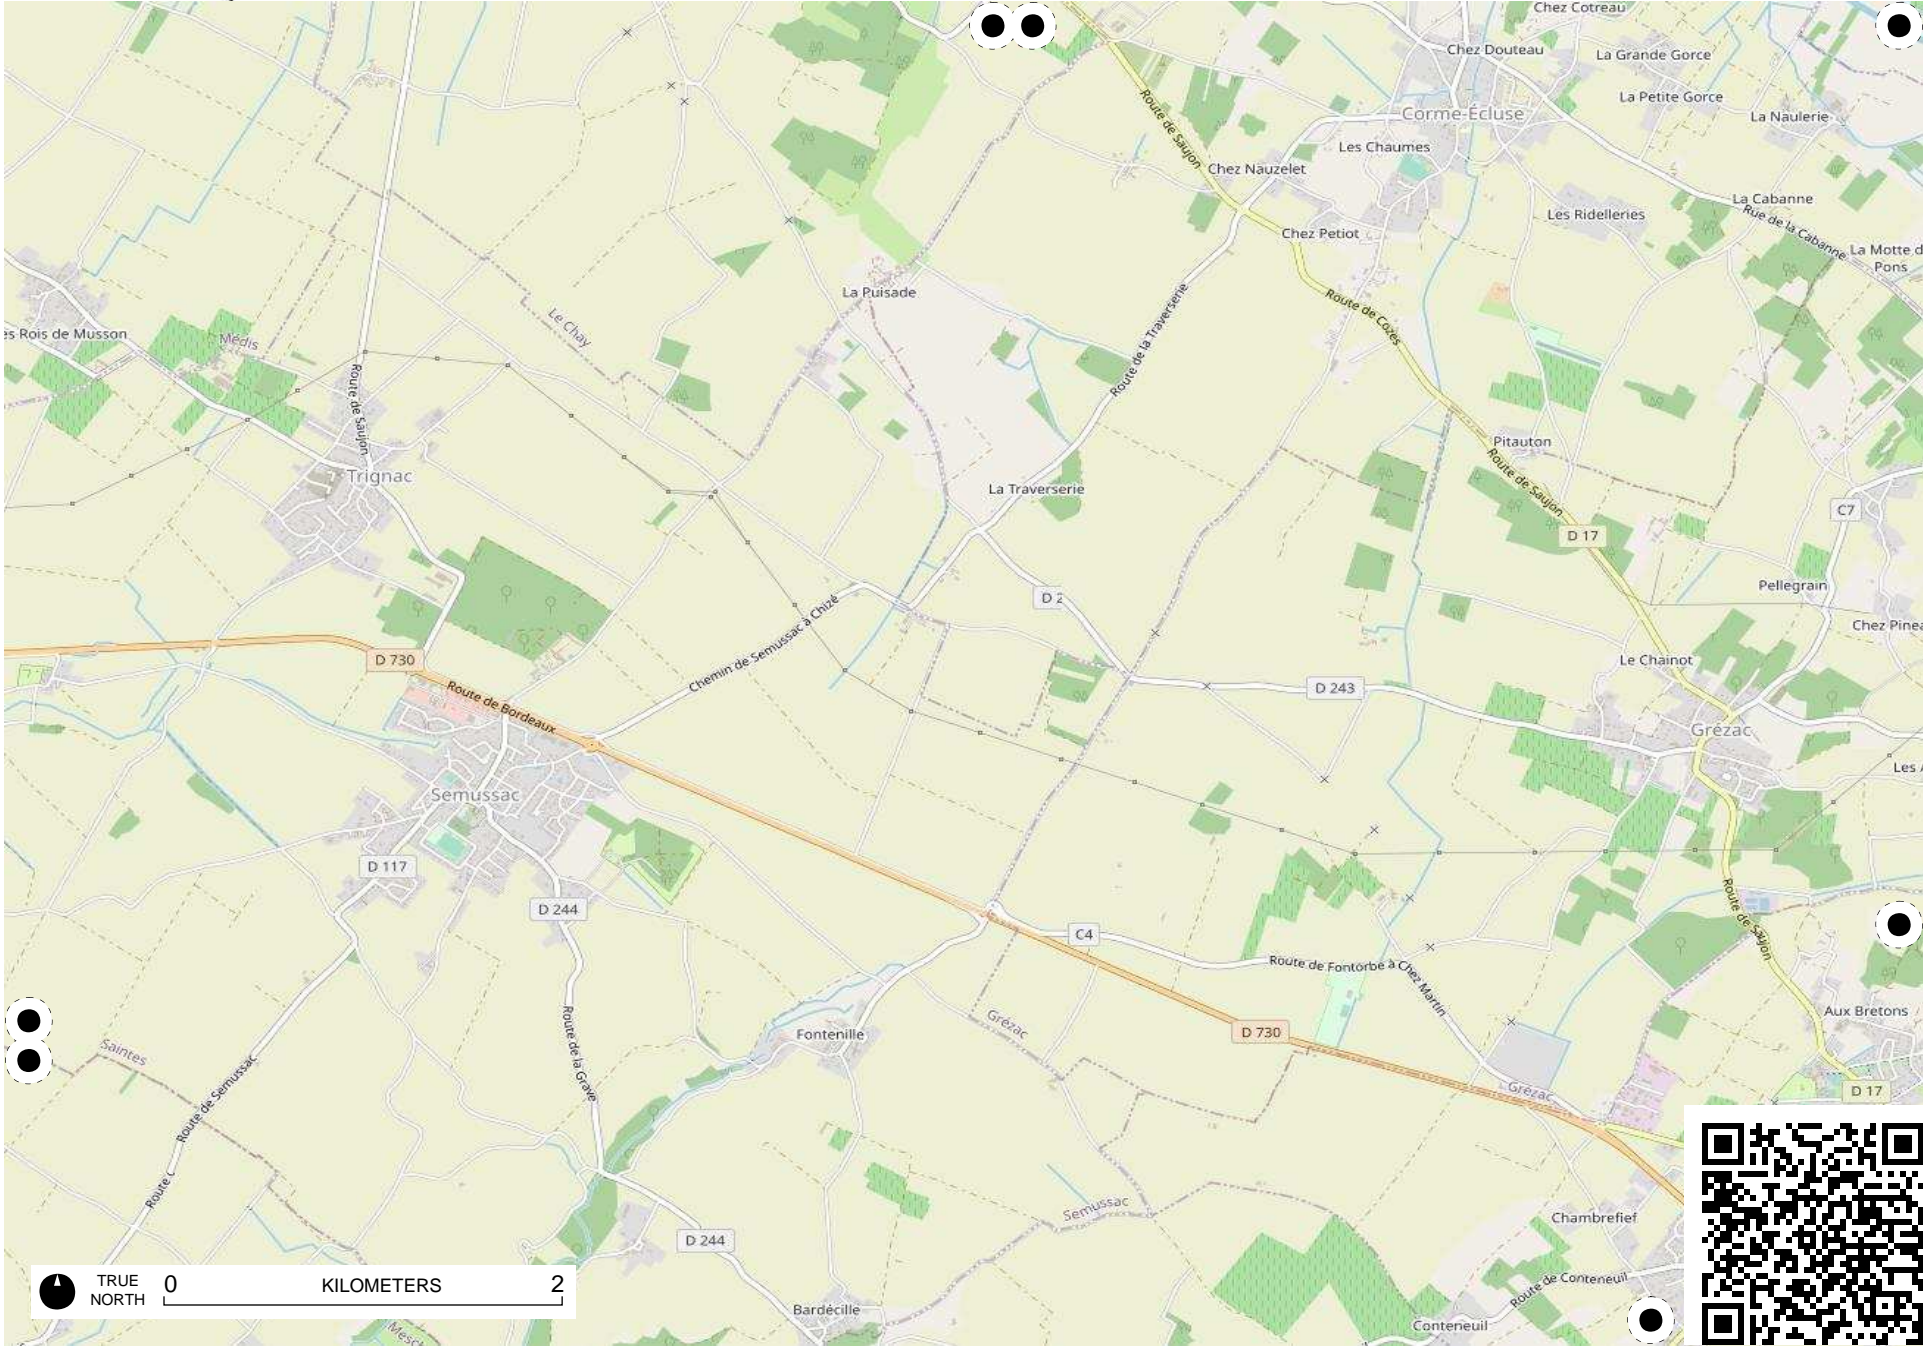 Chez Cotreau
Chez Douteau
La Grande Gorce
La Petite Gorce
Corme-Écluse
La Naulerie
Route de Saujon
Les Chaumes
Chez Nauzelet
La Cabanne
Les Ridelleries
Rue de la Cabanne
Chez Petiot
La Motte d
Pons
La Puisade
Route de Cozes
Le Chay
es Rois de Musson
Médis
Route de la Traverserie
Route de Saujon
Pitauton
Trignac
Route de Saujon
La Traverserie
C7
D 17
Pellegrain
D 2
Chemin de Semussac à Chizé
Chez Pinea
D 730
Le Chainot
D 243
Route de Bordeaux
Grézac
Les
Semussac
D 117
D 244
Route de Saujon
C4
Route de Fontorbe à Chez Martin
Aux Bretons
Fontenille
Grézac
D 730
Saintes
Route de la Grave
Route de Semussac
Grézac
D 17
Route
Semussac
Chambrefief
D 244
Route de Conteneuil
TRUE
NORTH
0 KILOMETERS 2
Bardécille
Conteneuil
Mesch